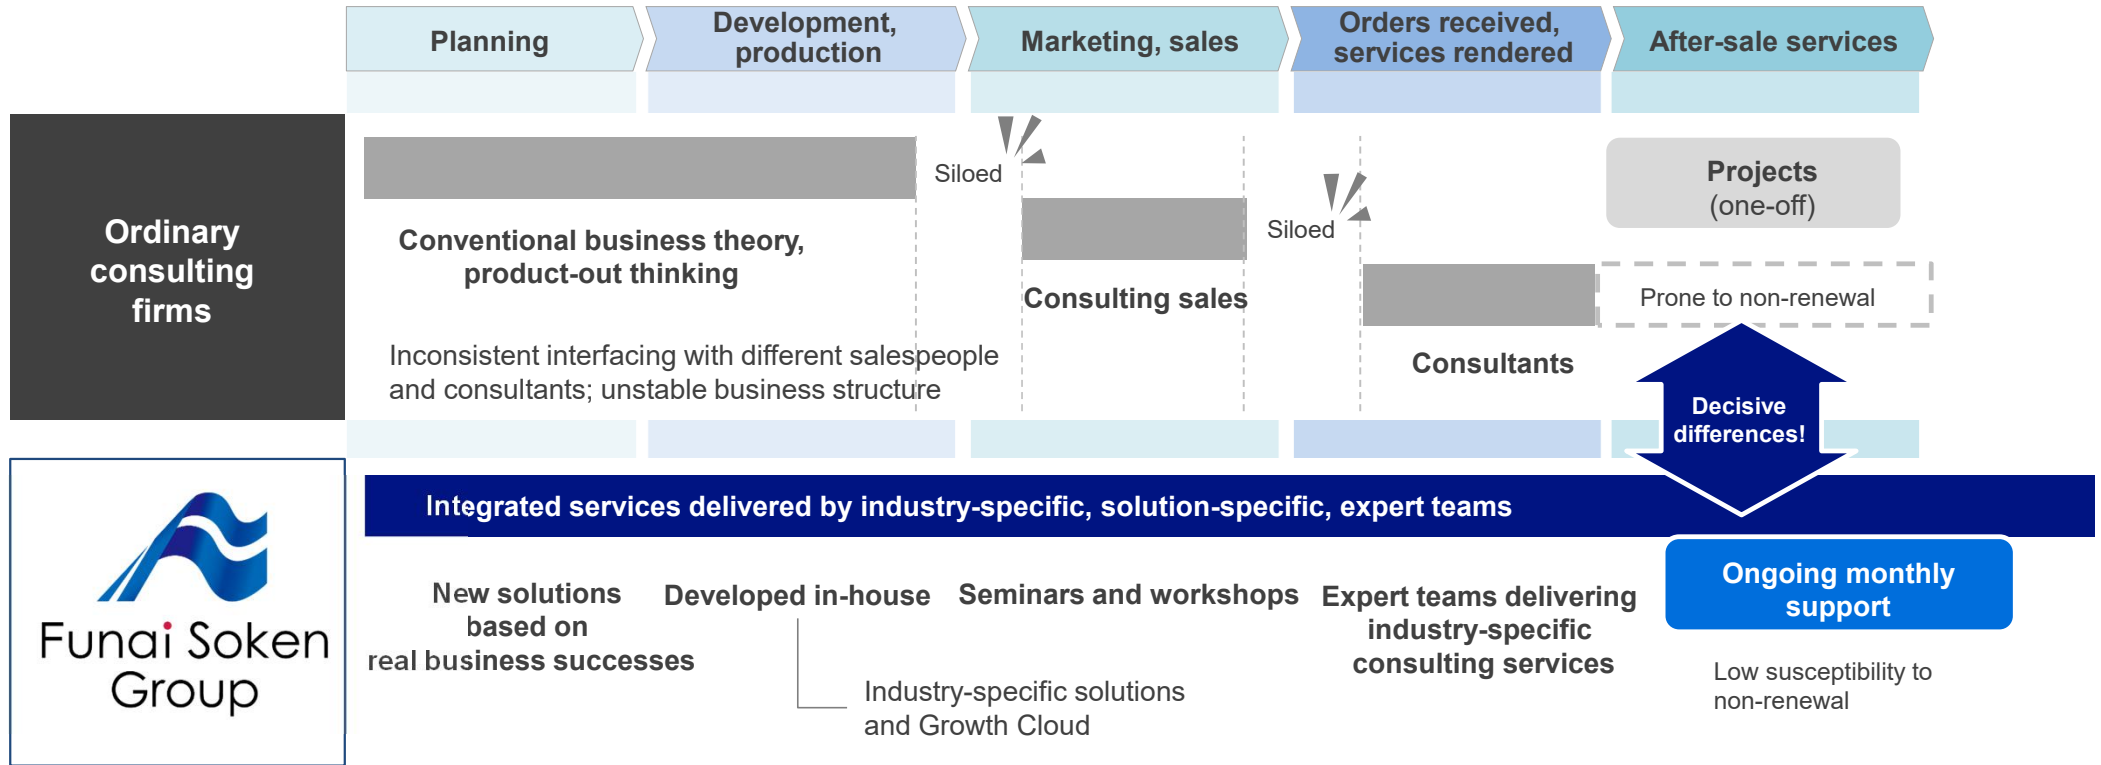 Planning
Development,
production
Marketing, sales
Orders received,
services rendered
After-sale services
Ordinary
consulting
firms
Siloed
Conventional business theory,
product-out thinking
Inconsistent interfacing with different salespeople
and consultants; unstable business structure
Siloed
Consulting sales
Consultants
Projects
(one-off)
Prone to non-renewal
Decisive
differences!
Funai Soken
Group
Integrated services delivered by industry-specific, solution-specific, expert teams
New solutions
based on
real business successes
Developed in-house
Industry-specific solutions
and Growth Cloud
Seminars and workshops
Expert teams delivering
industry-specific
consulting services
Ongoing monthly
support
Low susceptibility to
non-renewal